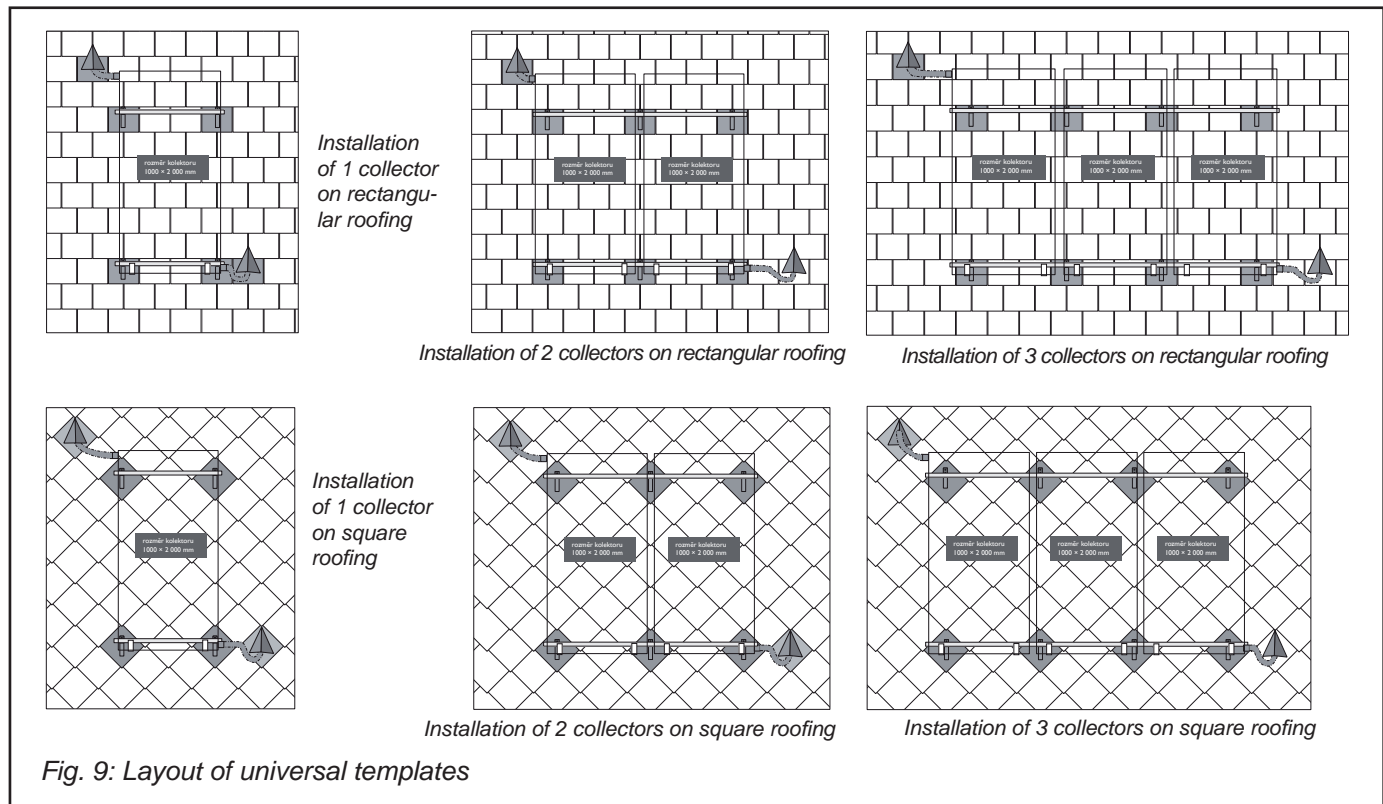 Installation
of 1 collector
on rectangu-
lar roofing
rozměr kolektoru
1000 × 2 000 mm
rozměr kolektoru
1000 × 2 000 mm
rozměr kolektoru
1000 × 2 000 mm
rozměr kolektoru
1000 × 2 000 mm
rozměr kolektoru
1000 × 2 000 mm
rozměr kolektoru
1000 × 2 000 mm
Installation of 2 collectors on rectangular roofing
Installation of 3 collectors on rectangular roofing
Installation
of 1 collector
on square
roofing
rozměr kolektoru
1000 × 2 000 mm
rozměr kolektoru
1000 × 2 000 mm
rozměr kolektoru
1000 × 2 000 mm
rozměr kolektoru
1000 × 2 000 mm
rozměr kolektoru
1000 × 2 000 mm
rozměr kolektoru
1000 × 2 000 mm
Installation of 2 collectors on square roofing
Installation of 3 collectors on square roofing
Fig. 9: Layout of universal templates